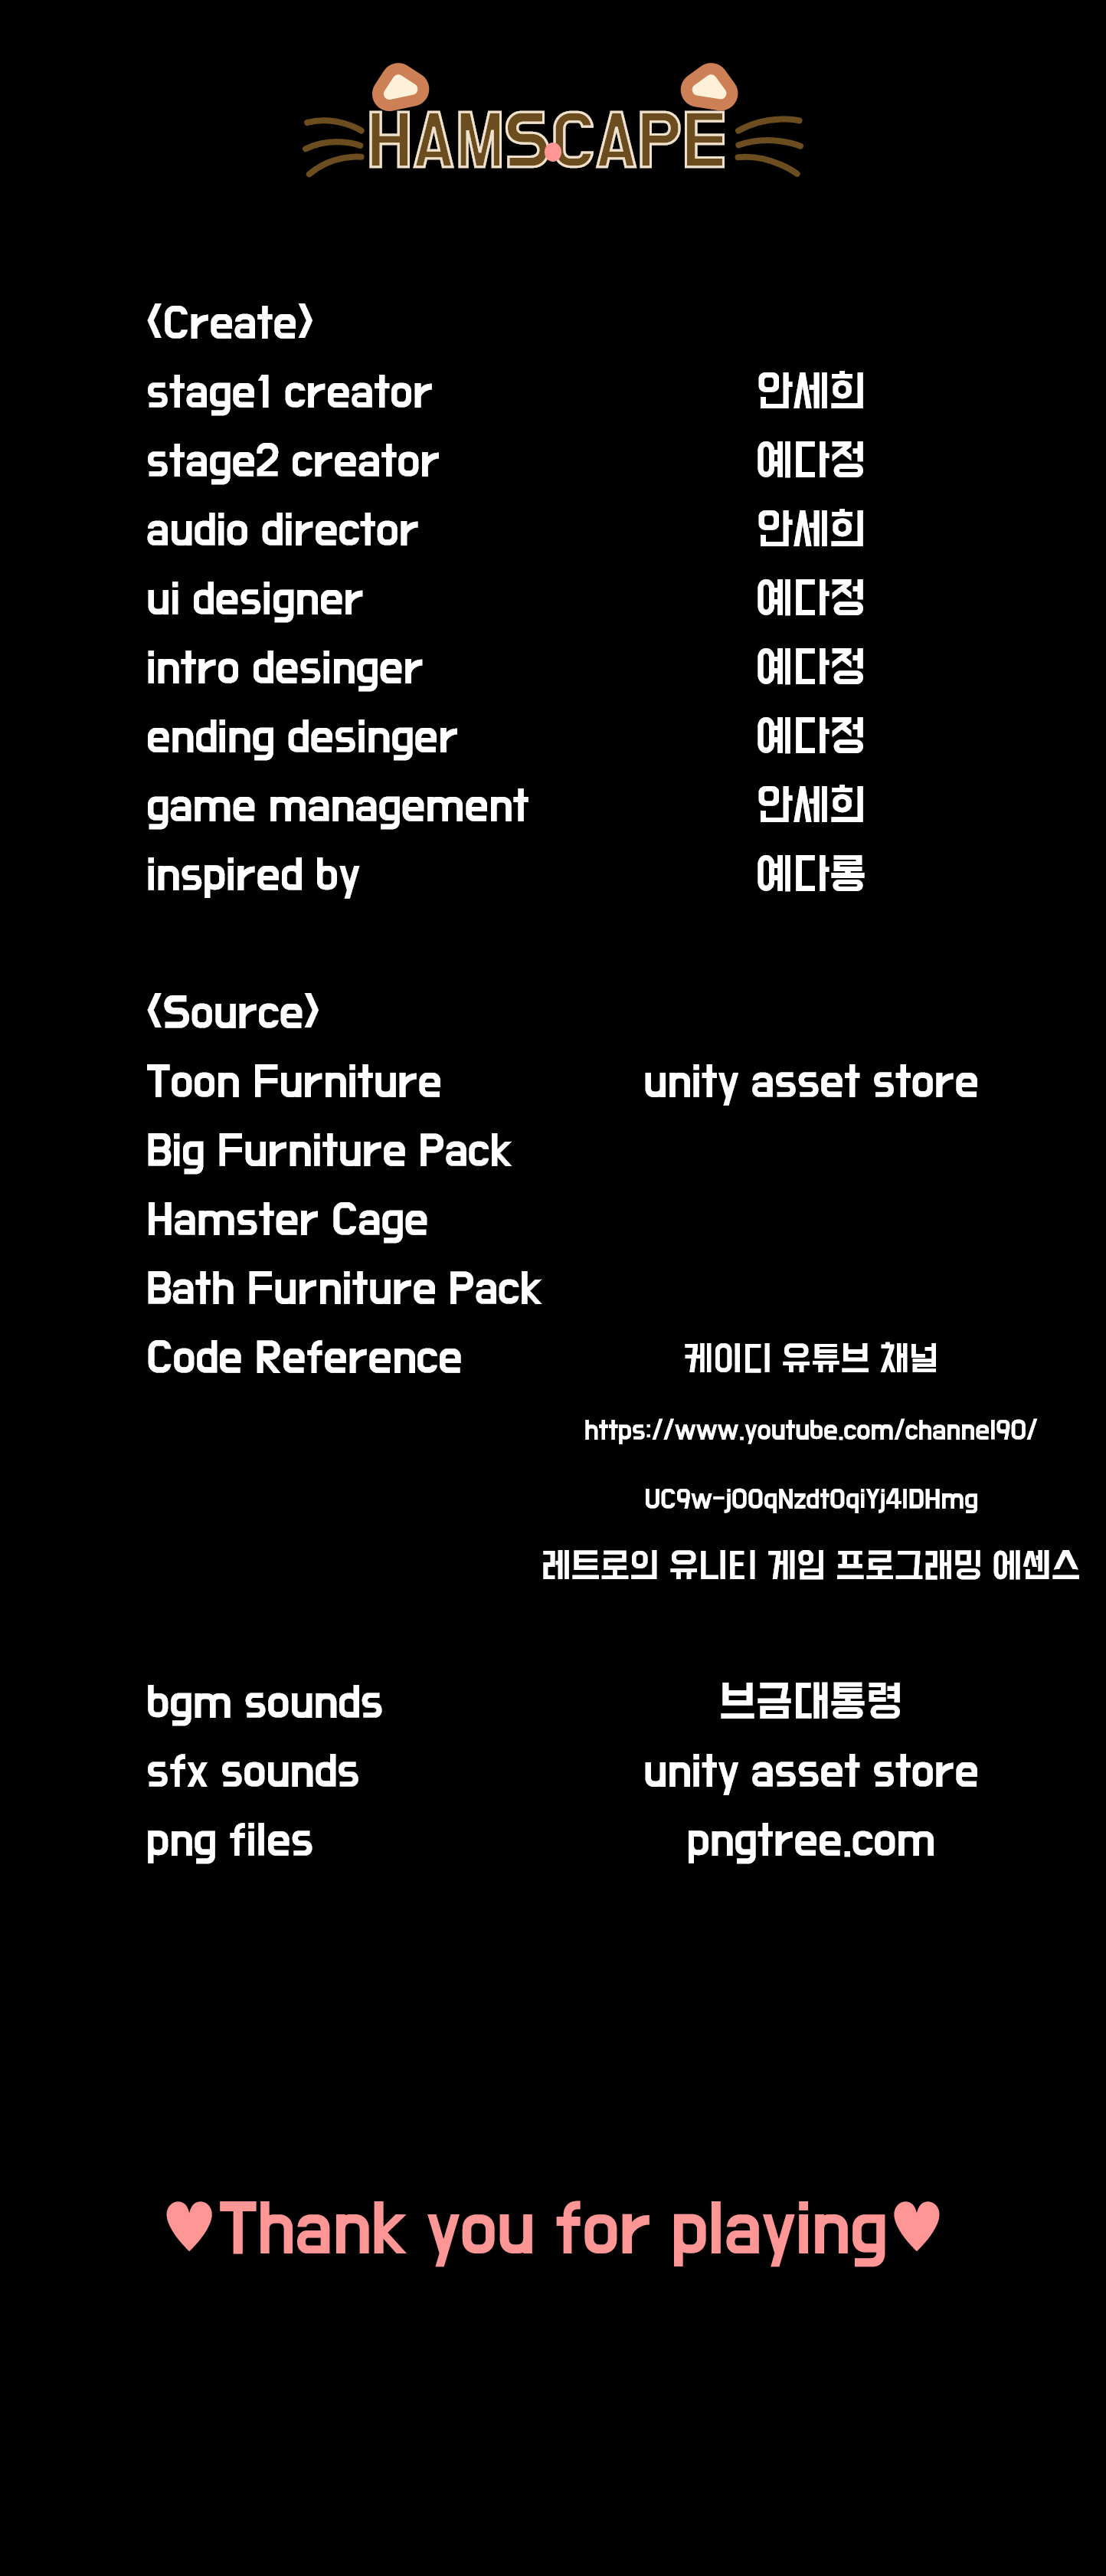 HAMSCAPE
<Create>
stage1 creator 안세희
stage2 creator 예다정
audio director 안세희
ui designer 예다정
intro desinger 예다정
ending desinger 예다정
game management 안세희
inspired by 예다롱
<Source>
Toon Furniture unity asset store
Big Furniture Pack
Hamster Cage
Bath Furniture Pack
Code Reference 케이디 유튜브 채널
https://www.youtube.com/channel90/
UC9w-jO0qNzdt0qiYj4IDHmg
레트로의 유니티 게임 프로그래밍 에센스
bgm sounds 브금대통령
sfx sounds unity asset store
png files pngtree.com
♥Thank you for playing♥